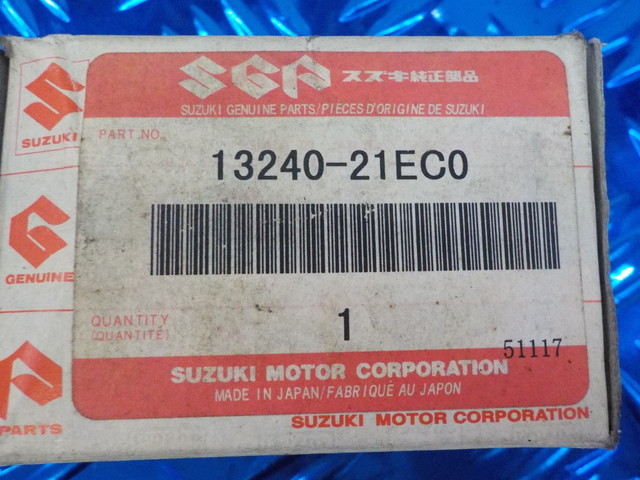 SGP スズキ純正部品
SUZUKI GENUINE PARTS/PIÈCES D'ORIGINE DE SUZUKI
PART.NO.
13240-21EC0
QUANTITY
(QUANTITÉ)
1
51117
SUZUKI MOTOR CORPORATION
MADE IN JAPAN/FABRIQUÉ AU JAPON
SUZUKI MOTOR CORPORATION
SUZUKI
GENUINE
PARTS